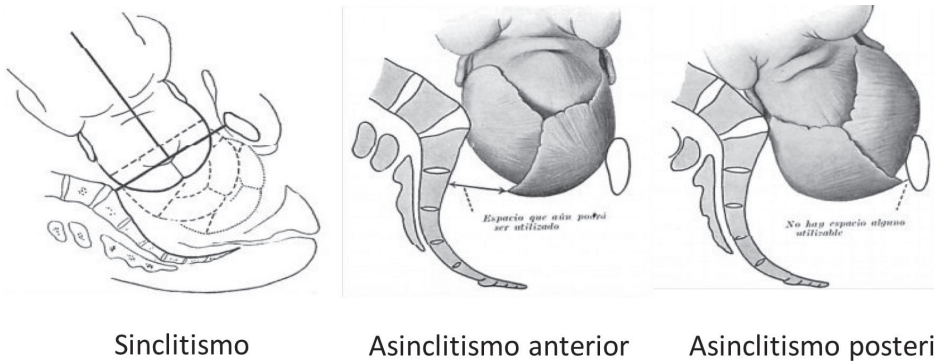 Espacio que aún podrá
ser utilizado
No hay espacio alguno
utilizable
Sinclitismo
Asinclitismo anterior
Asinclitismo posteri